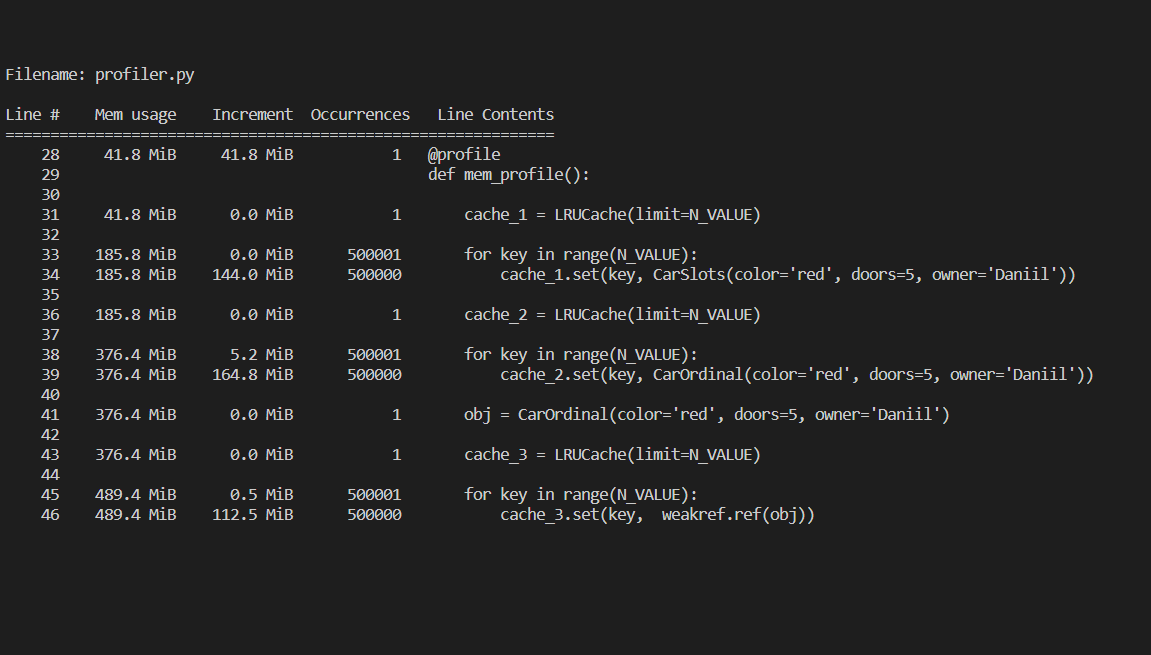 Filename: profiler.py
Line #    Mem usage    Increment  Occurrences   Line Contents
=============================================================
    28     41.8 MiB     41.8 MiB           1   @profile
    29                                         def mem_profile():
    30
    31     41.8 MiB      0.0 MiB           1       cache_1 = LRUCache(limit=N_VALUE)
    32
    33    185.8 MiB      0.0 MiB      500001       for key in range(N_VALUE):
    34    185.8 MiB    144.0 MiB      500000           cache_1.set(key, CarSlots(color='red', doors=5, owner='Daniil'))
    35
    36    185.8 MiB      0.0 MiB           1       cache_2 = LRUCache(limit=N_VALUE)
    37
    38    376.4 MiB      5.2 MiB      500001       for key in range(N_VALUE):
    39    376.4 MiB    164.8 MiB      500000           cache_2.set(key, CarOrdinal(color='red', doors=5, owner='Daniil'))
    40
    41    376.4 MiB      0.0 MiB           1       obj = CarOrdinal(color='red', doors=5, owner='Daniil')
    42
    43    376.4 MiB      0.0 MiB           1       cache_3 = LRUCache(limit=N_VALUE)
    44
    45    489.4 MiB      0.5 MiB      500001       for key in range(N_VALUE):
    46    489.4 MiB    112.5 MiB      500000           cache_3.set(key,  weakref.ref(obj))